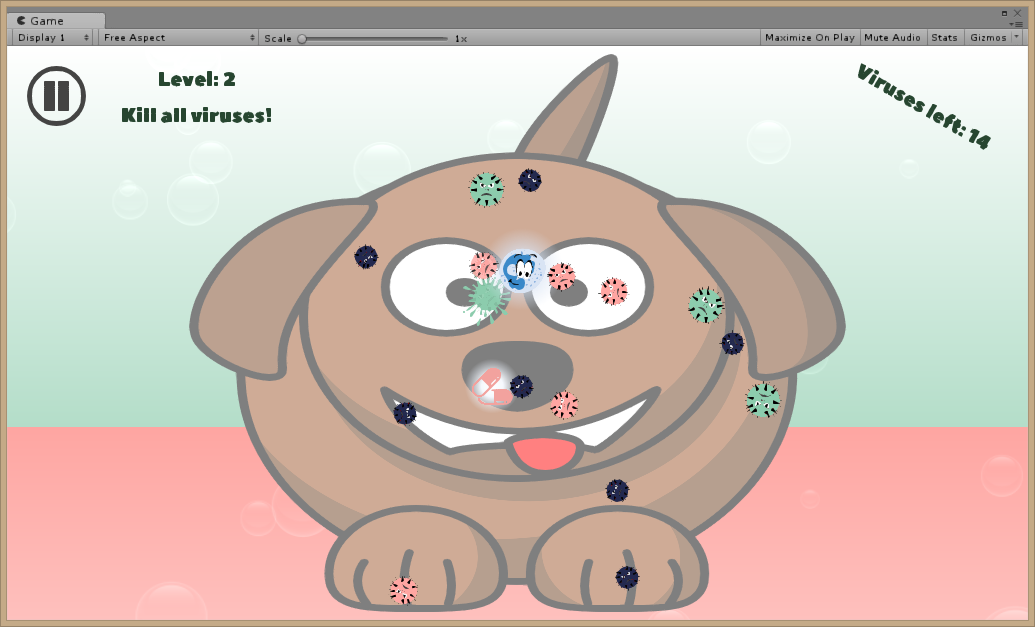 Game
Display 1
Free Aspect
Scale
1x
Maximize On Play
Mute Audio
Stats
Gizmos
Level: 2
Kill all viruses!
Viruses left: 14